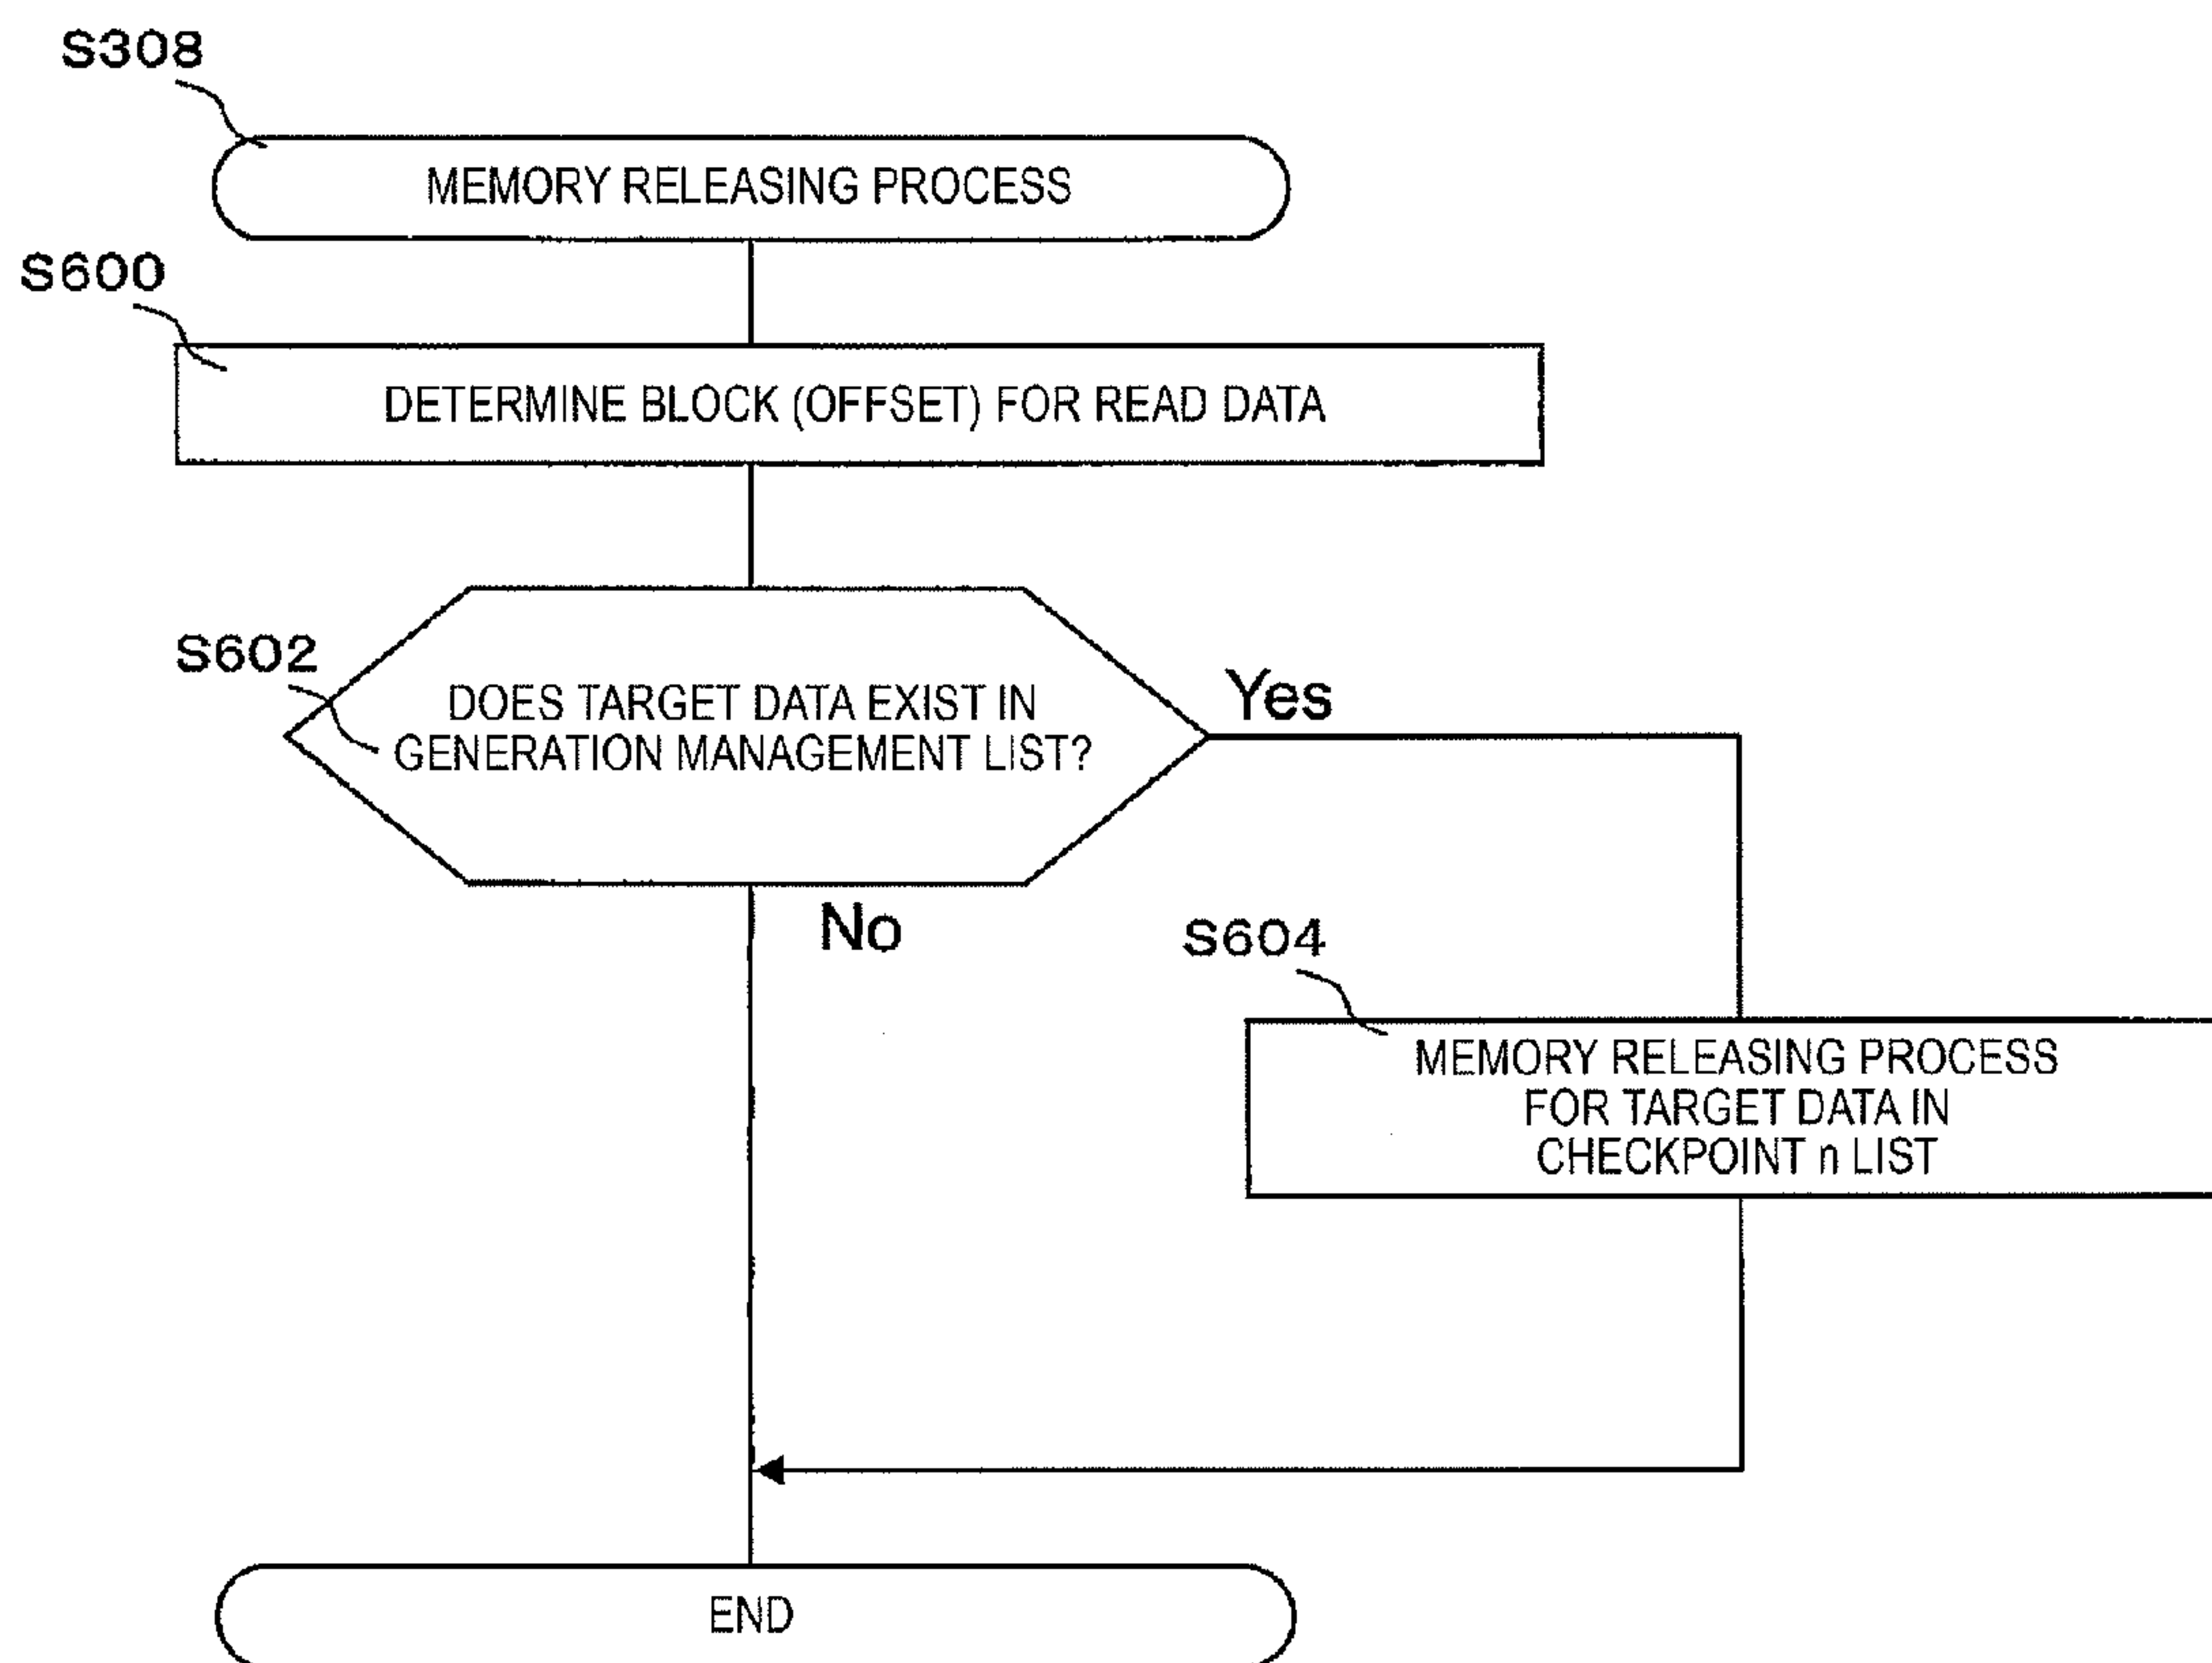 S308
MEMORY RELEASING PROCESS
S600
DETERMINE BLOCK (OFFSET) FOR READ DATA
S602
DOES TARGET DATA EXIST IN
GENERATION MANAGEMENT LIST?
Yes
No
S604
MEMORY RELEASING PROCESS
FOR TARGET DATA IN
CHECKPOINT n LIST
END